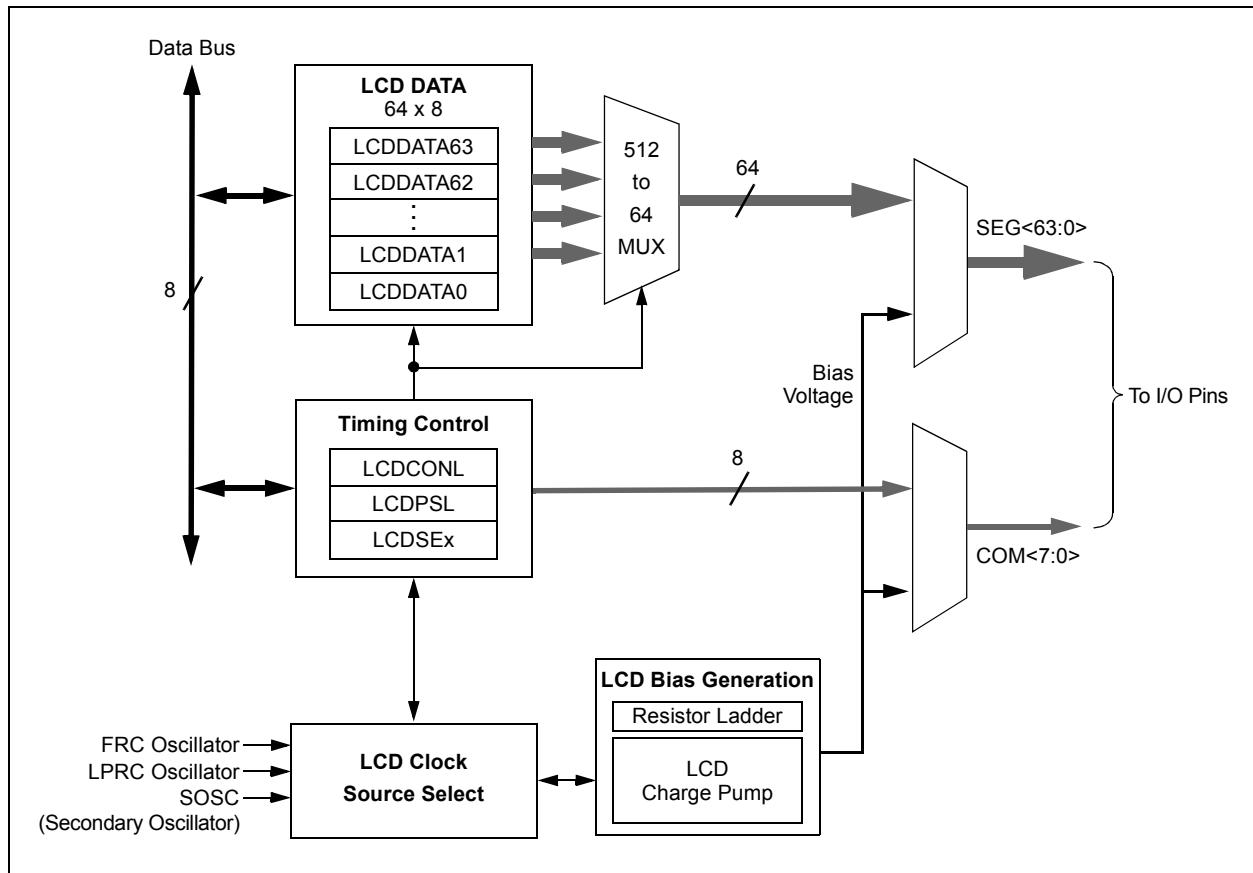 Data Bus
8
LCD DATA
64 x 8
LCDDATA63
LCDDATA62
⋮
LCDDATA1
LCDDATA0
512
to
64
MUX
64
SEG<63:0>
Bias
Voltage
To I/O Pins
Timing Control
LCDCONL
LCDPSL
LCDSEx
8
COM<7:0>
LCD Bias Generation
Resistor Ladder
LCD
Charge Pump
FRC Oscillator
LPRC Oscillator
SOSC
(Secondary Oscillator)
LCD Clock
Source Select